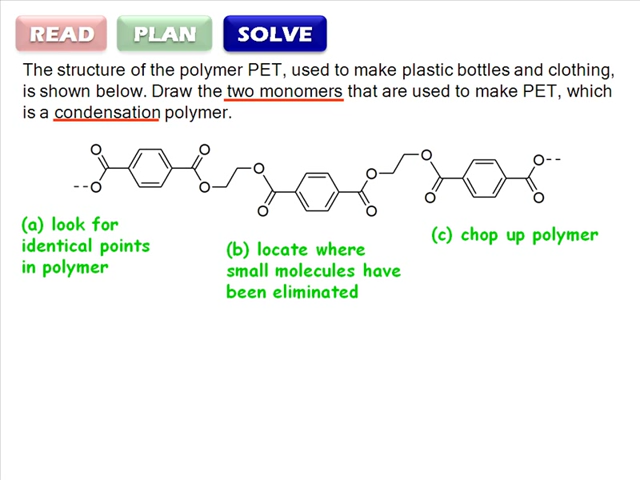 READ PLAN SOLVE
The structure of the polymer PET, used to make plastic bottles and clothing,
is shown below. Draw the two monomers that are used to make PET, which
is a condensation polymer.
O O O O O
--O O O O O O O O--
(a) look for
identical points
in polymer
(b) locate where
small molecules have
been eliminated
(c) chop up polymer